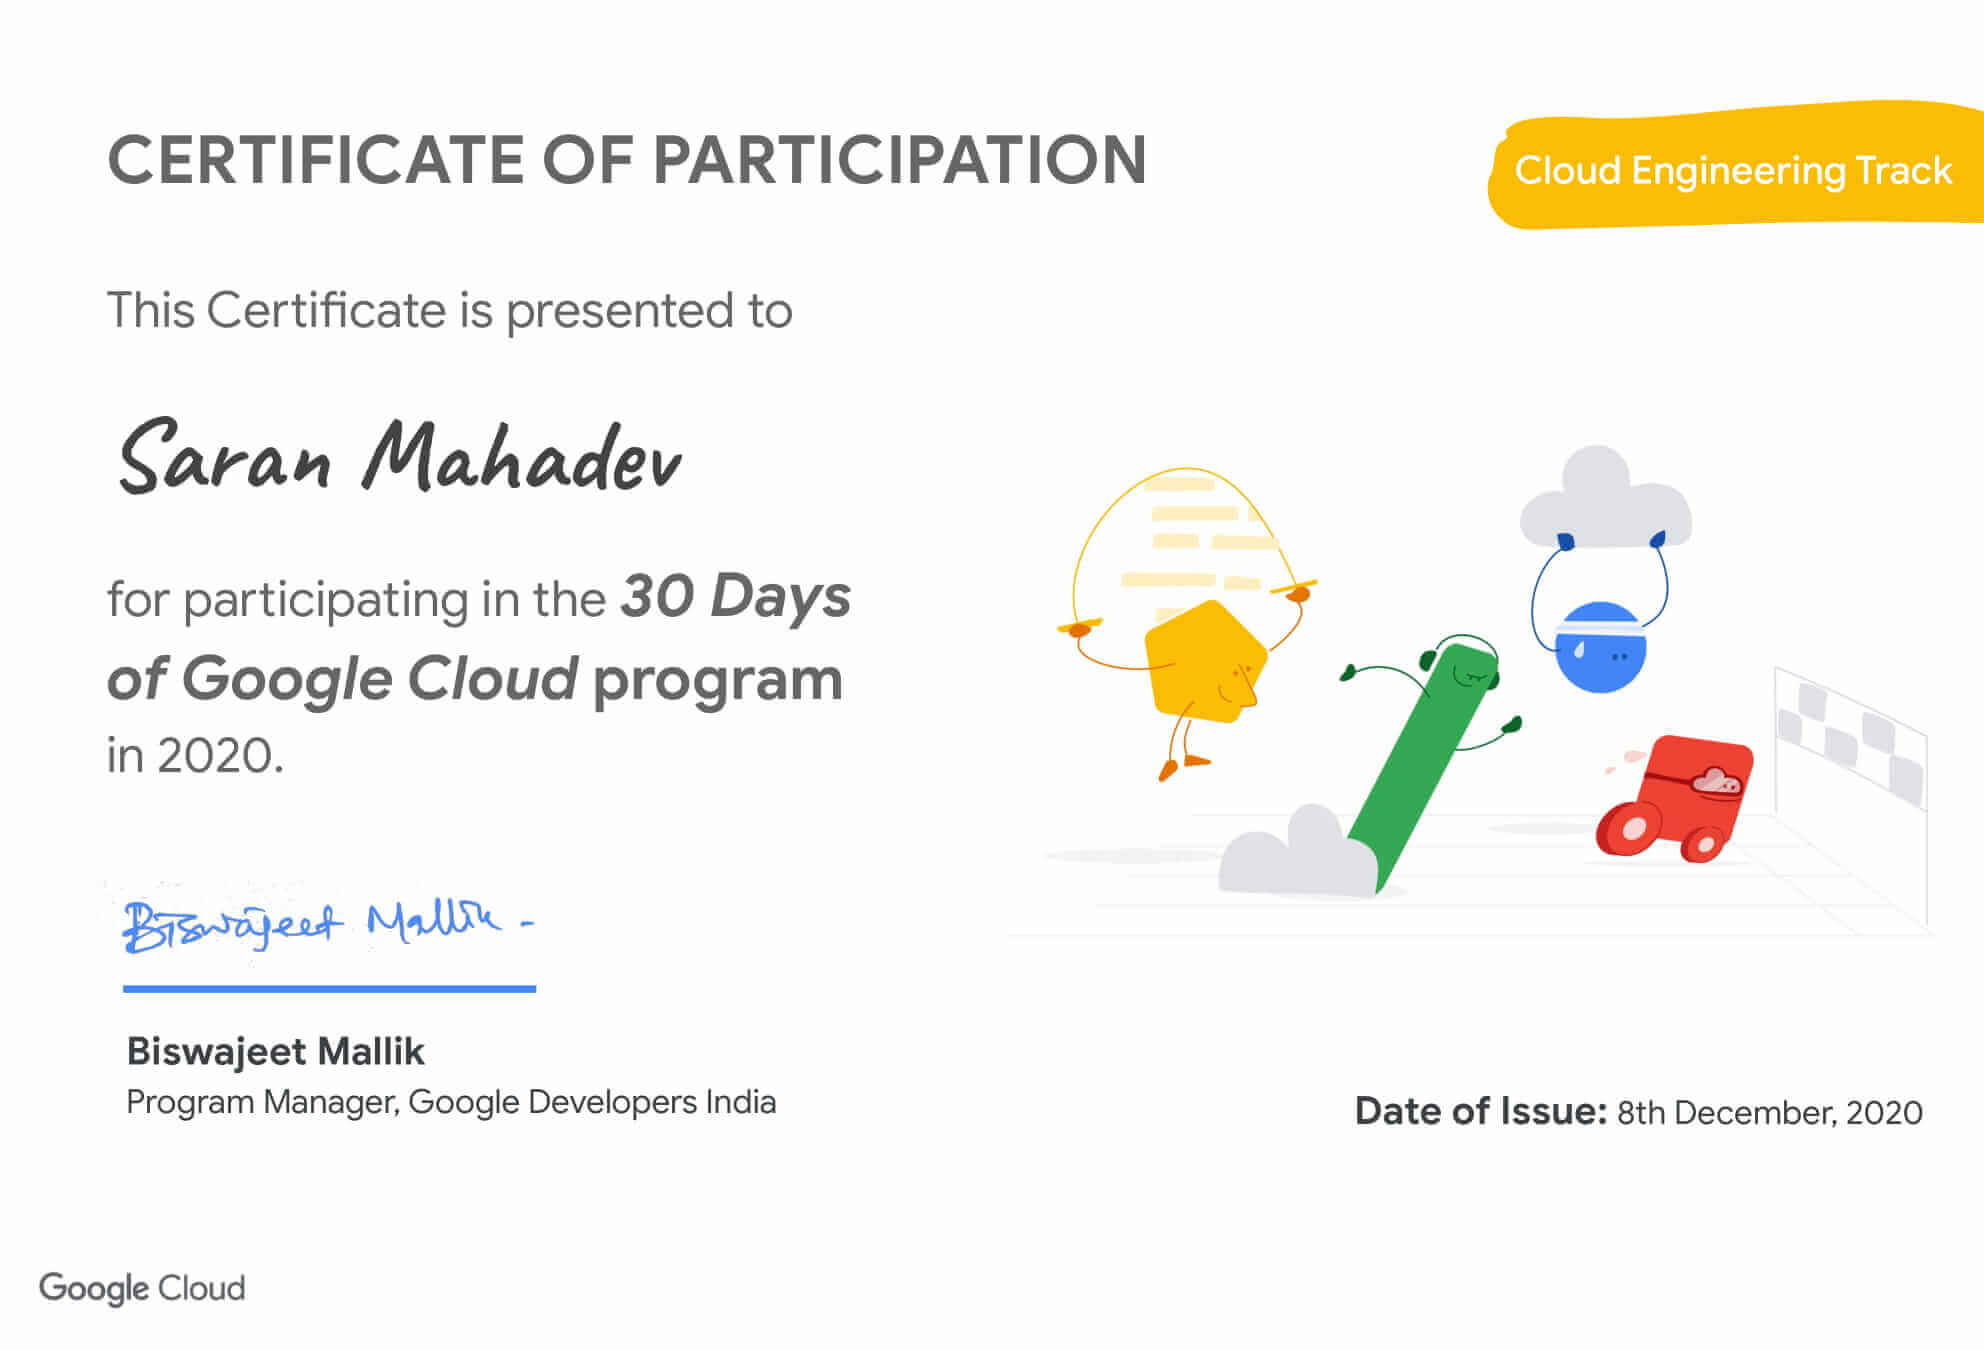 CERTIFICATE OF PARTICIPATION
Cloud Engineering Track
This Certificate is presented to
Saran Mahadev
for participating in the 30 Days
of Google Cloud program
in 2020.
Biswajeet Mallik -
Biswajeet Mallik
Program Manager, Google Developers India
Date of Issue: 8th December, 2020
Google Cloud